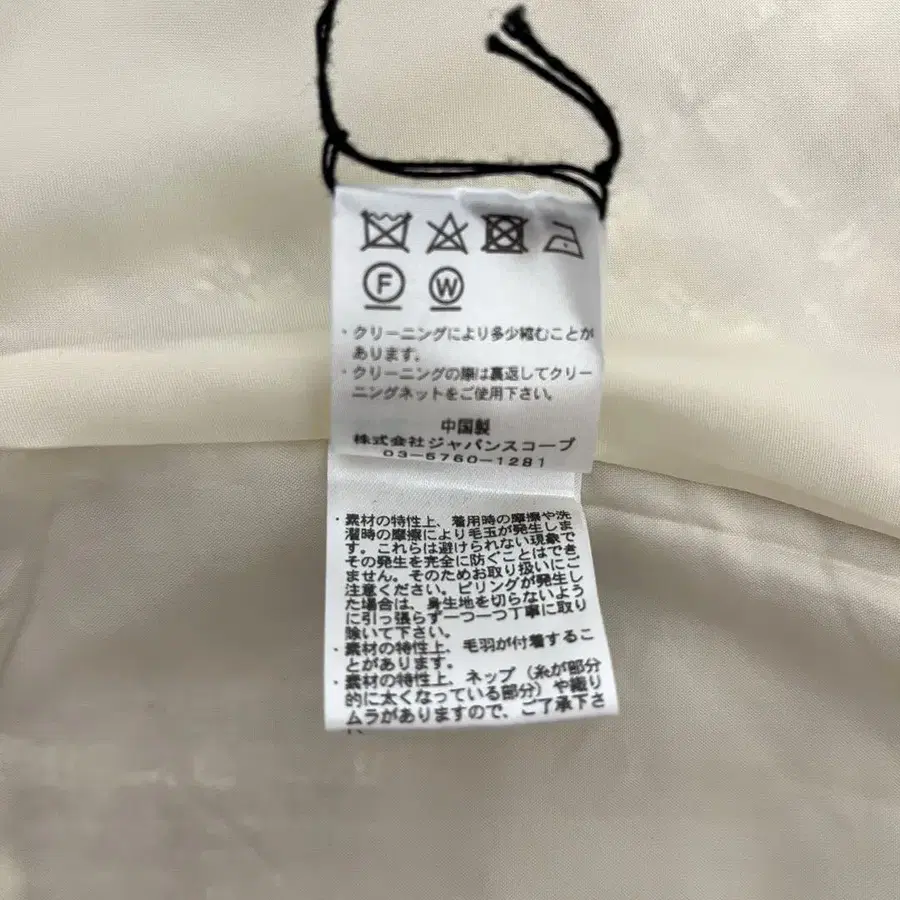 F W
・クリーニングにより多少縮むことが
あります。
・クリーニングの際は裏返してクリー
ニングネットをご使用下さい。
中国製
株式会社ジャパンスコープ
03-5760-1281
・素材の特性上、着用時の摩擦や洗
濯時の摩擦により毛玉が発生しま
す。これらは避けられない現象で
その発生を完全に防ぐことはでき
ません。そのためお取り扱いにご
注意ください。ピリングが発生し
た場合は、身生地を切らないよう
に引っ張らず一つ一つ丁寧に取り
除いて下さい。
・素材の特性上、毛羽が付着するこ
とがあります。
・素材の特性上、ネップ（糸が部分
的に太くなっている部分）や織り
ムラがありますので、ご了承下さ
い